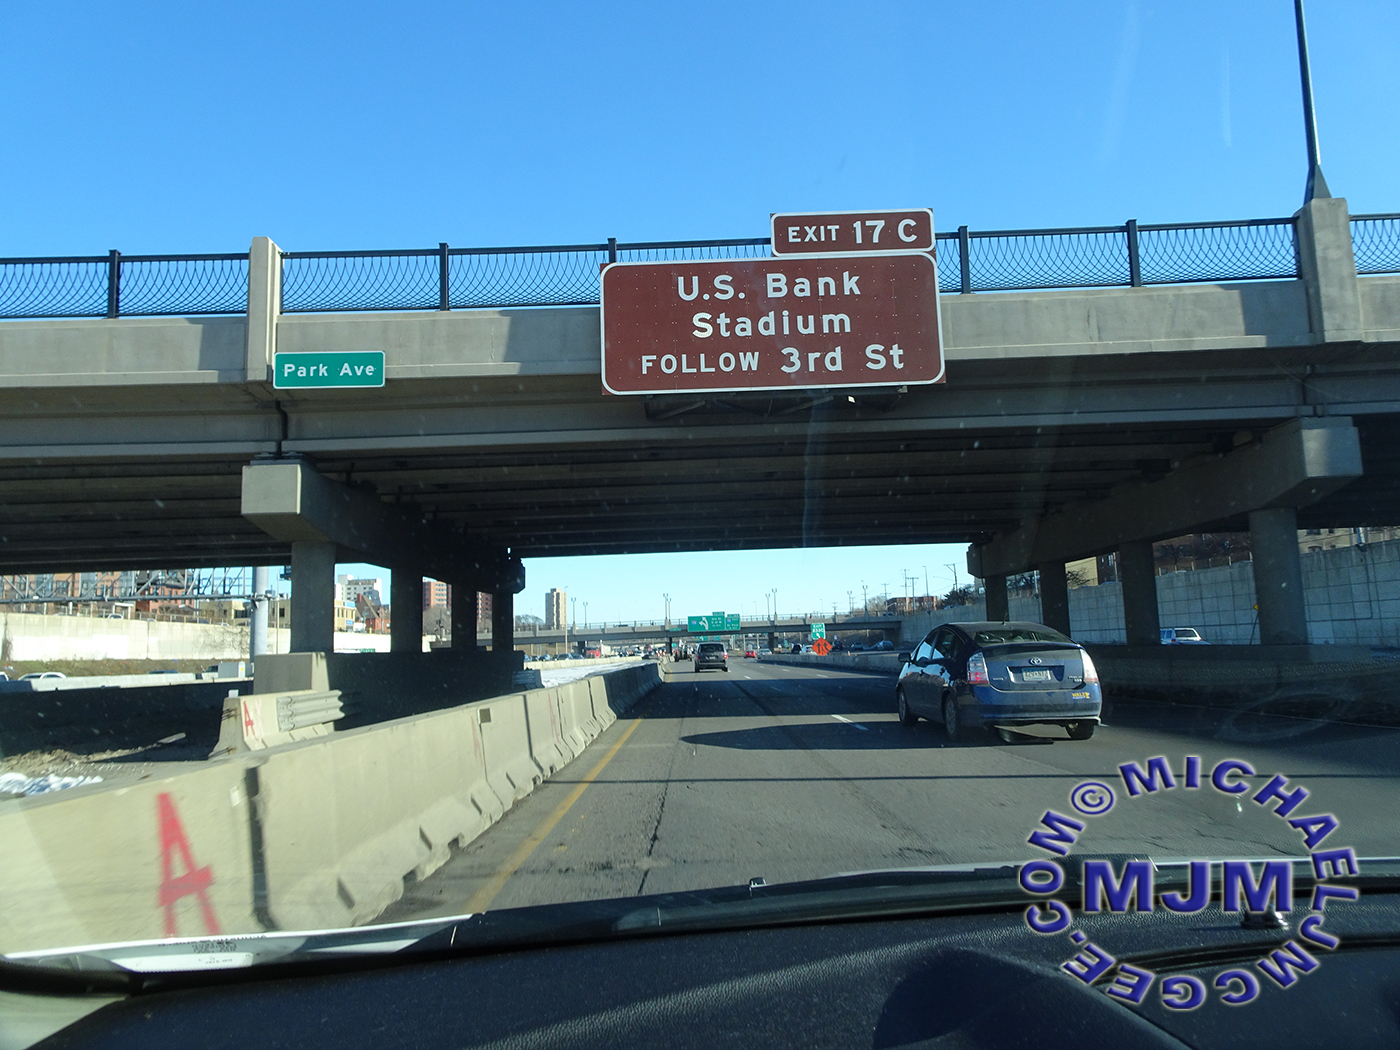 EXIT 17 C
U.S. Bank
Stadium
FOLLOW 3rd St
Park Ave
A
A
MJM
© MICHAELJMCGEE.COM